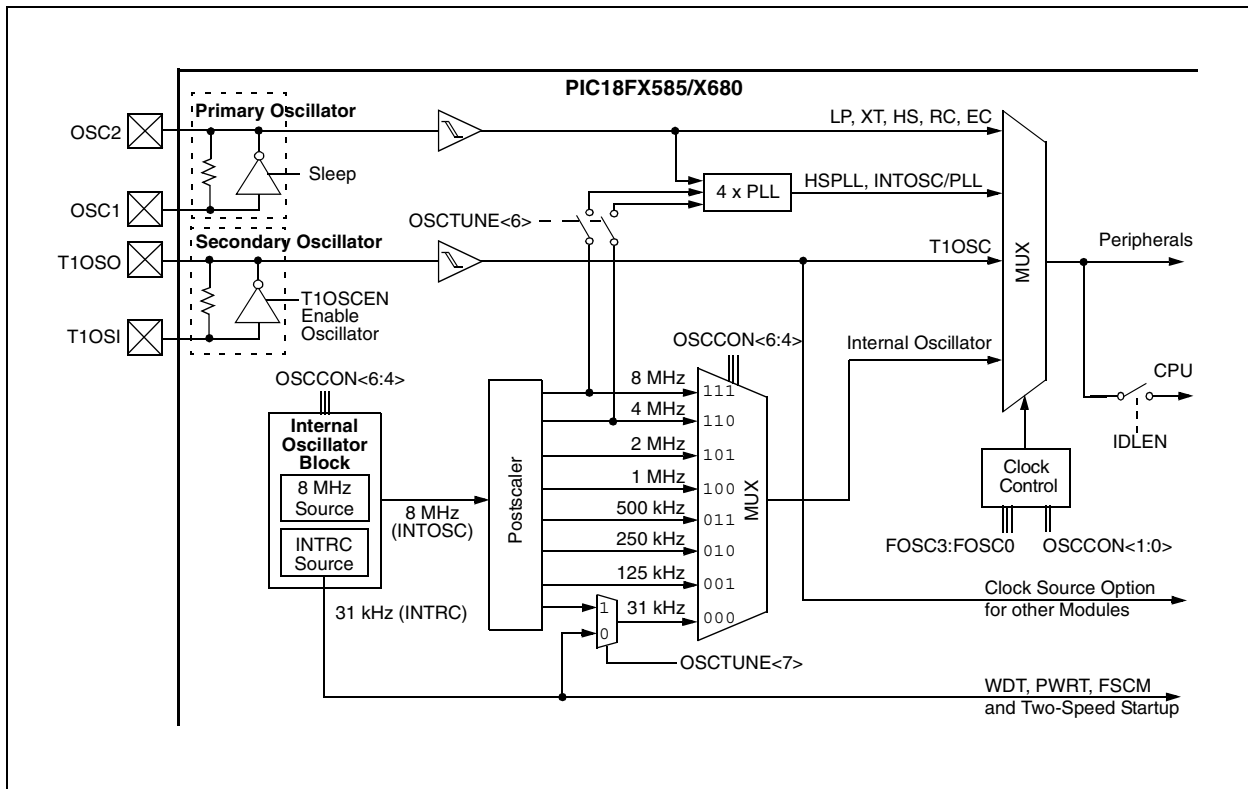 PIC18FX585/X680
Primary Oscillator
OSC2
LP, XT, HS, RC, EC
Sleep
4 x PLL
HSPLL, INTOSC/PLL
OSC1
OSCTUNE<6>
Secondary Oscillator
T1OSO
T1OSC
MUX
Peripherals
T1OSCEN
Enable
Oscillator
T1OSI
OSCCON<6:4>
Internal Oscillator
OSCCON<6:4>
CPU
IDLEN
Internal
Oscillator
Block
8 MHz
Source
INTRC
Source
8 MHz
(INTOSC)
31 kHz (INTRC)
Postscaler
8 MHz
111
4 MHz
110
2 MHz
101
1 MHz
100
500 kHz
011
250 kHz
010
125 kHz
001
1
0
31 kHz
000
MUX
OSCTUNE<7>
Clock
Control
FOSC3:FOSC0
OSCCON<1:0>
Clock Source Option
for other Modules
WDT, PWRT, FSCM
and Two-Speed Startup